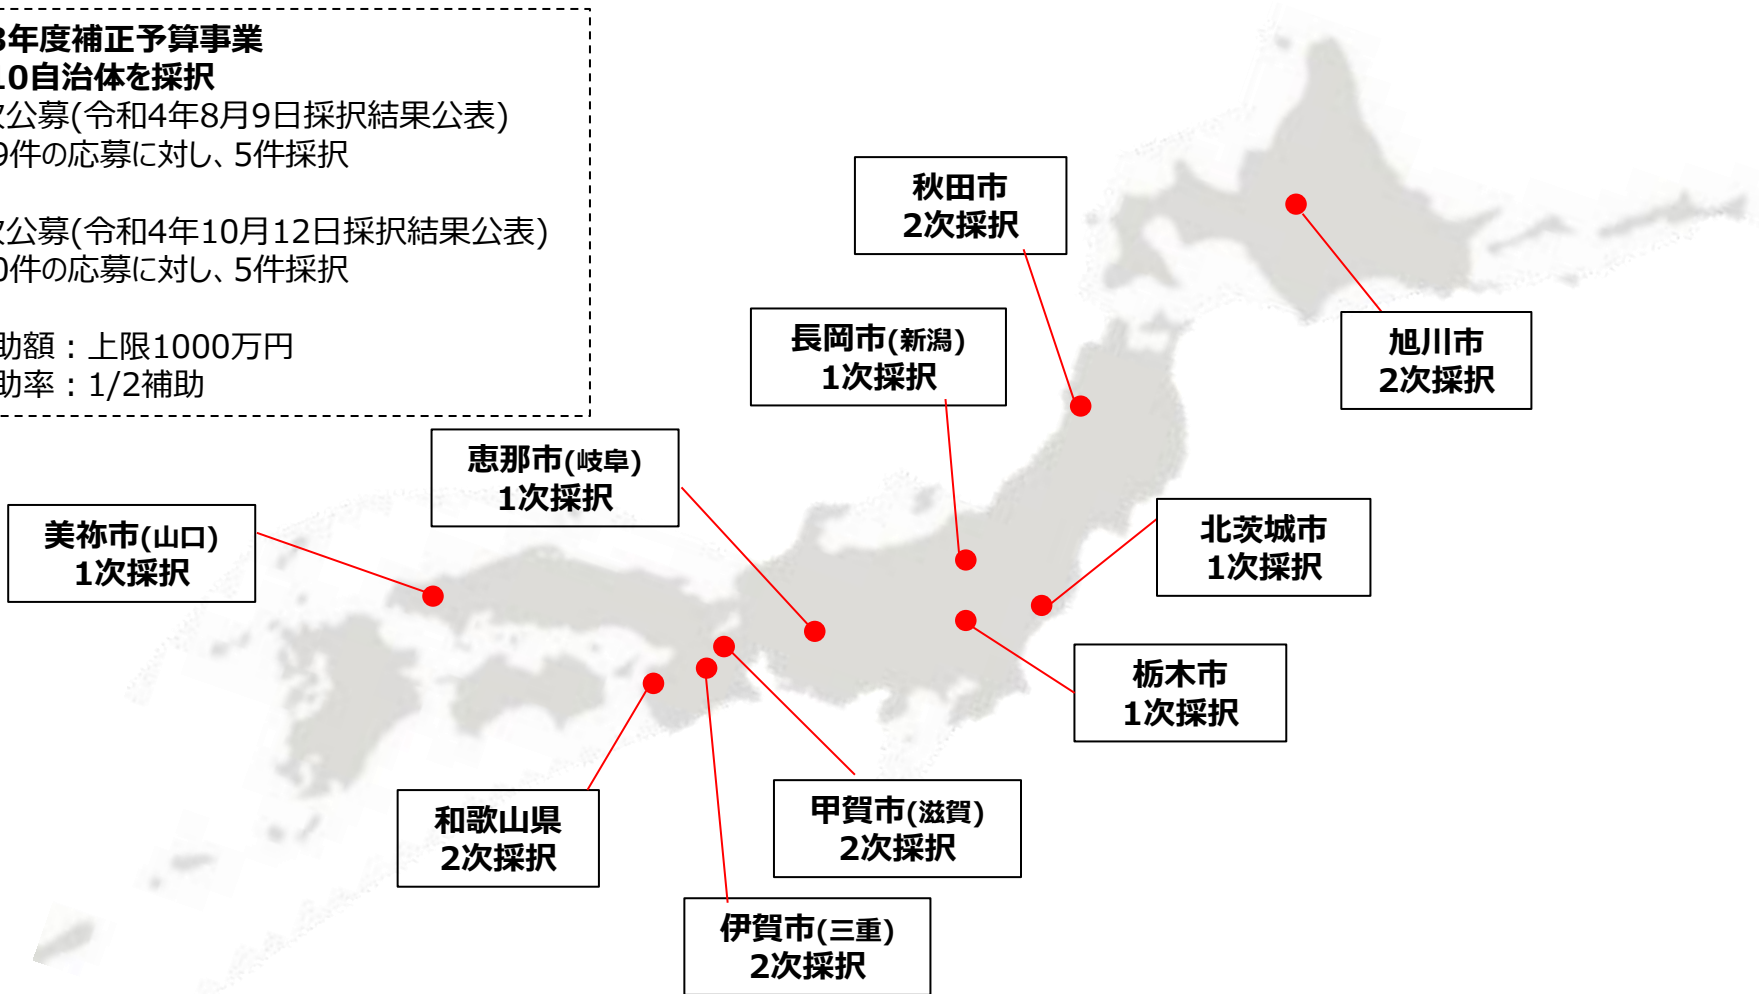 3年度補正予算事業
10自治体を採択
次公募(令和4年8月9日採択結果公表)
9件の応募に対し、5件採択
次公募(令和4年10月12日採択結果公表)
0件の応募に対し、5件採択
助額：上限1000万円
助率：1/2補助
秋田市
2次採択
長岡市(新潟)
1次採択
旭川市
2次採択
恵那市(岐阜)
1次採択
美祢市(山口)
1次採択
北茨城市
1次採択
栃木市
1次採択
和歌山県
2次採択
甲賀市(滋賀)
2次採択
伊賀市(三重)
2次採択